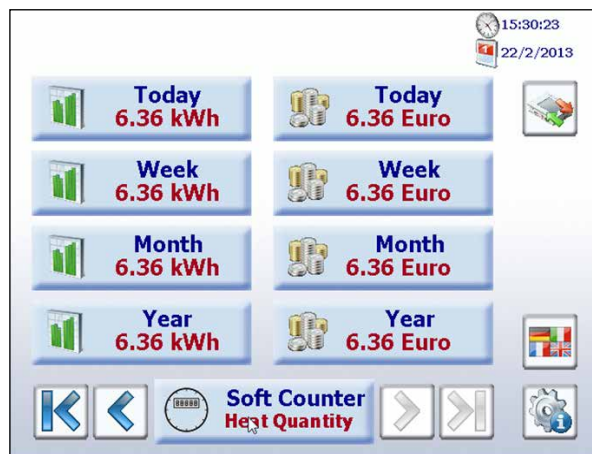 15:30:23
22/2/2013
Today
6.36 kWh
Today
6.36 Euro
Week
6.36 kWh
Week
6.36 Euro
Month
6.36 kWh
Month
6.36 Euro
Year
6.36 kWh
Year
6.36 Euro
Soft Counter
Heat Quantity